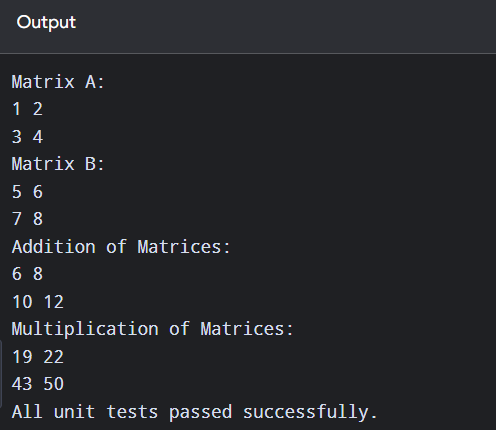 Output
Matrix A:
1 2
3 4
Matrix B:
5 6
7 8
Addition of Matrices:
6 8
10 12
Multiplication of Matrices:
19 22
43 50
All unit tests passed successfully.